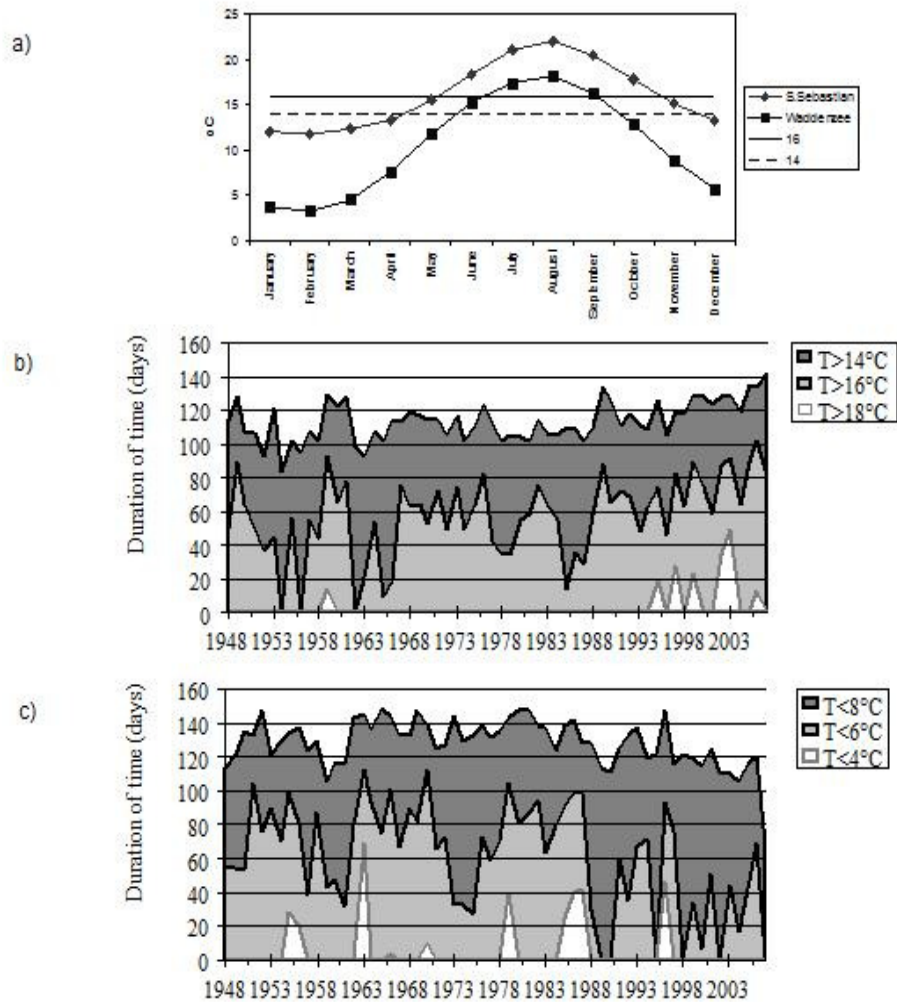 a)
25
20
15
10
5
0
oC
January
February
March
April
May
June
July
August
September
October
November
December
S.Sebastian
Waddenzee
16
14
b)
Duration of time (days)
160
140
120
100
80
60
40
20
0
1948 1953 1958 1963 1968 1973 1978 1983 1988 1993 1998 2003
T>14°C
T>16°C
T>18°C
c)
Duration of time (days)
160
140
120
100
80
60
40
20
0
1948 1953 1958 1963 1968 1973 1978 1983 1988 1993 1998 2003
T<8°C
T<6°C
T<4°C